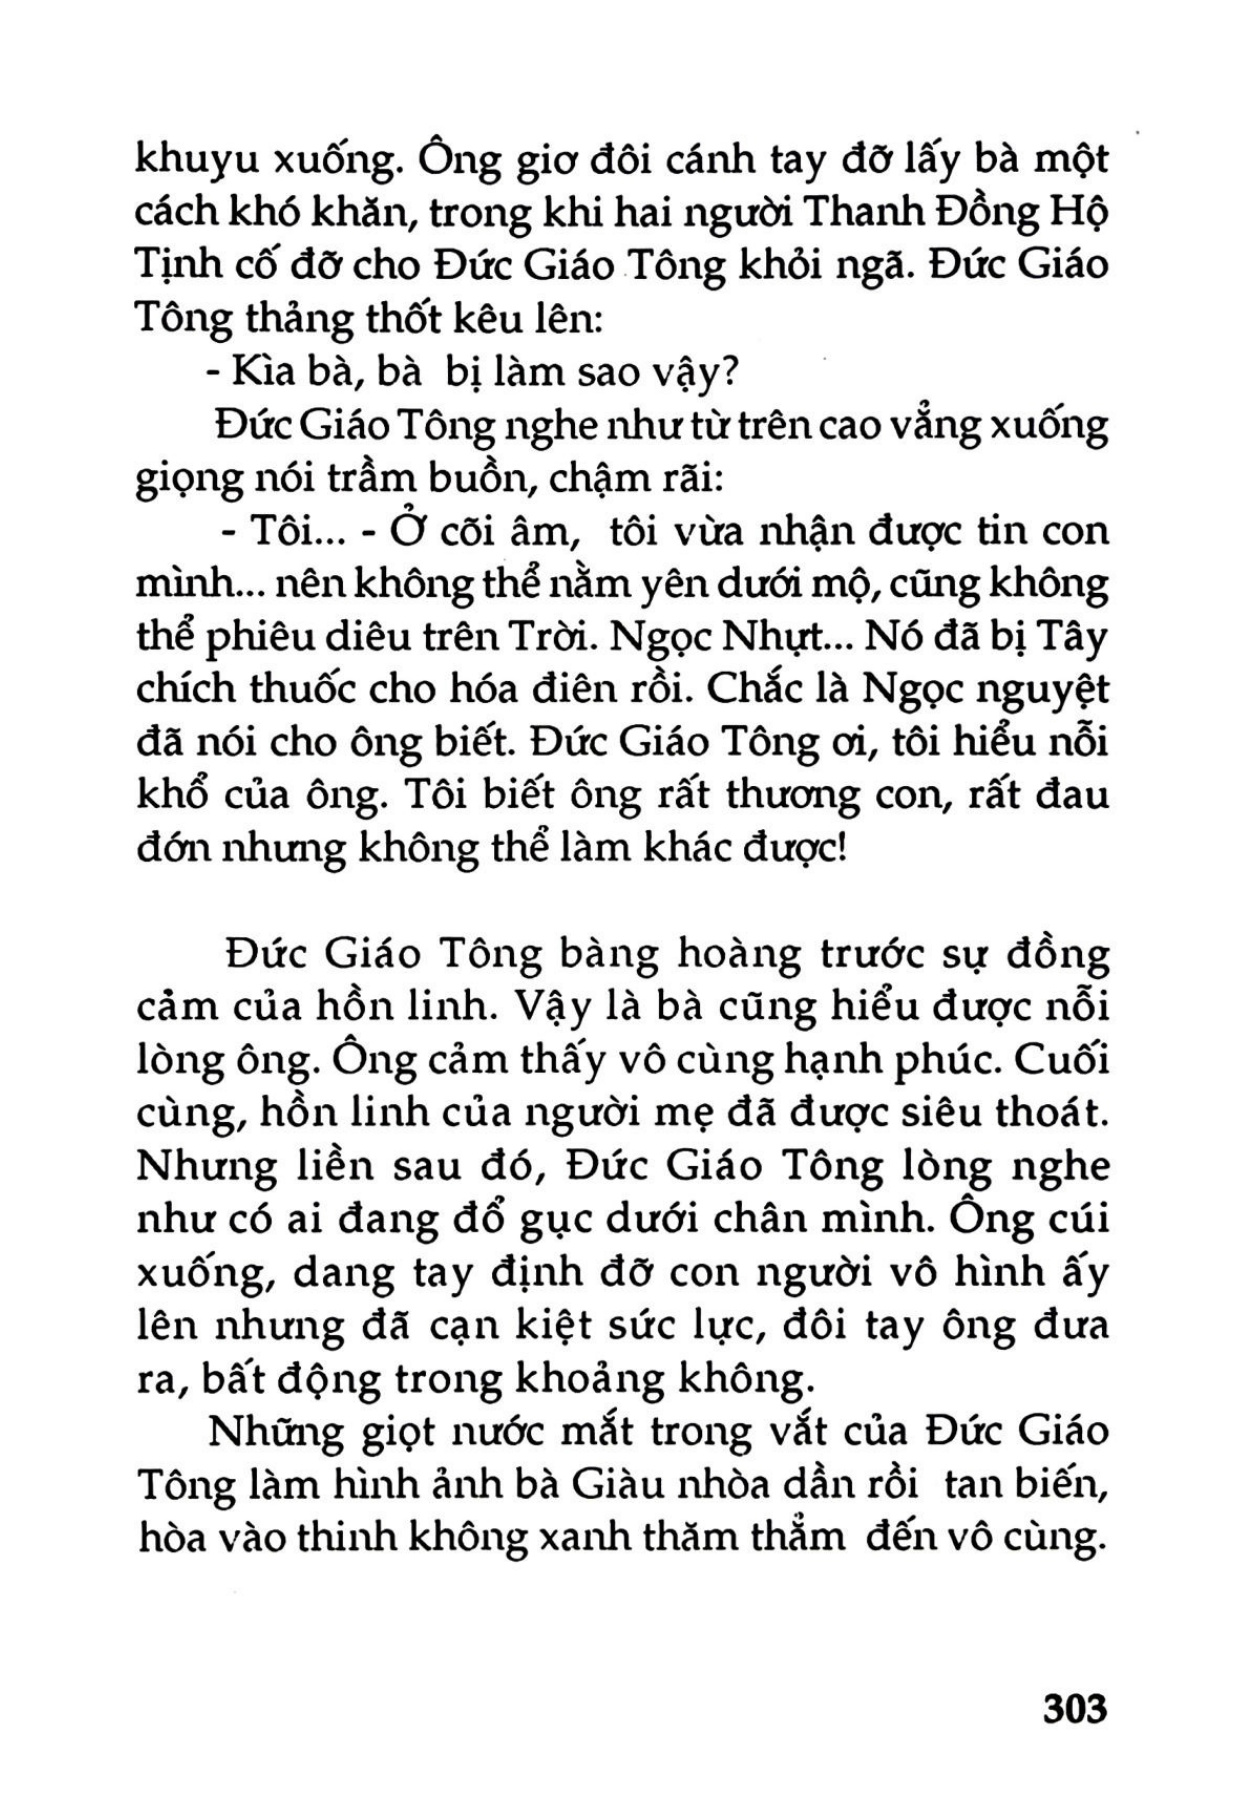 khuyu xuống. Ông giơ đôi cánh tay đỡ lấy bà một
cách khó khăn, trong khi hai người Thanh Đồng Hộ
Tịnh cố đỡ cho Đức Giáo Tông khỏi ngã. Đức Giáo
Tông thảng thốt kêu lên:
- Kìa bà, bà bị làm sao vậy?
Đức Giáo Tông nghe như từ trên cao vẳng xuống
giọng nói trầm buồn, chậm rãi:
- Tôi... - Ở cõi âm, tôi vừa nhận được tin con
mình... nên không thể nằm yên dưới mộ, cũng không
thể phiêu diêu trên Trời. Ngọc Nhựt... Nó đã bị Tây
chích thuốc cho hóa điên rồi. Chắc là Ngọc nguyệt
đã nói cho ông biết. Đức Giáo Tông ơi, tôi hiểu nỗi
khổ của ông. Tôi biết ông rất thương con, rất đau
đớn nhưng không thể làm khác được!
Đức Giáo Tông bàng hoàng trước sự đồng
cảm của hồn linh. Vậy là bà cũng hiểu được nỗi
lòng ông. Ông cảm thấy vô cùng hạnh phúc. Cuối
cùng, hồn linh của người mẹ đã được siêu thoát.
Nhưng liền sau đó, Đức Giáo Tông lòng nghe
như có ai đang đổ gục dưới chân mình. Ông cúi
xuống, dang tay định đỡ con người vô hình ấy
lên nhưng đã cạn kiệt sức lực, đôi tay ông đưa
ra, bất động trong khoảng không.
Những giọt nước mắt trong vắt của Đức Giáo
Tông làm hình ảnh bà Giàu nhòa dần rồi tan biến,
hòa vào thinh không xanh thăm thẳm đến vô cùng.
303